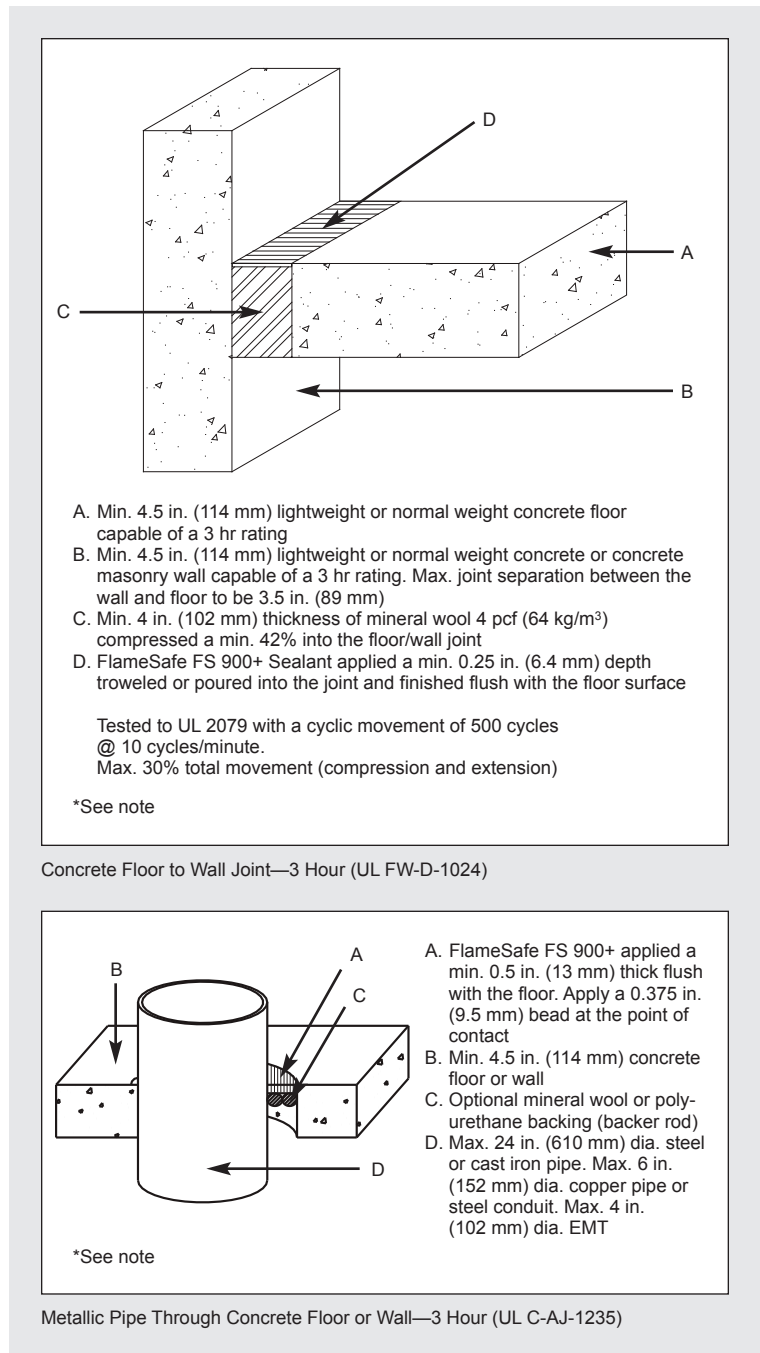 D
A
C
B
A. Min. 4.5 in. (114 mm) lightweight or normal weight concrete floor
capable of a 3 hr rating
B. Min. 4.5 in. (114 mm) lightweight or normal weight concrete or concrete
masonry wall capable of a 3 hr rating. Max. joint separation between the
wall and floor to be 3.5 in. (89 mm)
C. Min. 4 in. (102 mm) thickness of mineral wool 4 pcf (64 kg/m³)
compressed a min. 42% into the floor/wall joint
D. FlameSafe FS 900+ Sealant applied a min. 0.25 in. (6.4 mm) depth
troweled or poured into the joint and finished flush with the floor surface
Tested to UL 2079 with a cyclic movement of 500 cycles
@ 10 cycles/minute.
Max. 30% total movement (compression and extension)
*See note
Concrete Floor to Wall Joint—3 Hour (UL FW-D-1024)
B
A
C
D
A. FlameSafe FS 900+ applied a
min. 0.5 in. (13 mm) thick flush
with the floor. Apply a 0.375 in.
(9.5 mm) bead at the point of
contact
B. Min. 4.5 in. (114 mm) concrete
floor or wall
C. Optional mineral wool or poly-
urethane backing (backer rod)
D. Max. 24 in. (610 mm) dia. steel
or cast iron pipe. Max. 6 in.
(152 mm) dia. copper pipe or
steel conduit. Max. 4 in.
(102 mm) dia. EMT
*See note
Metallic Pipe Through Concrete Floor or Wall—3 Hour (UL C-AJ-1235)